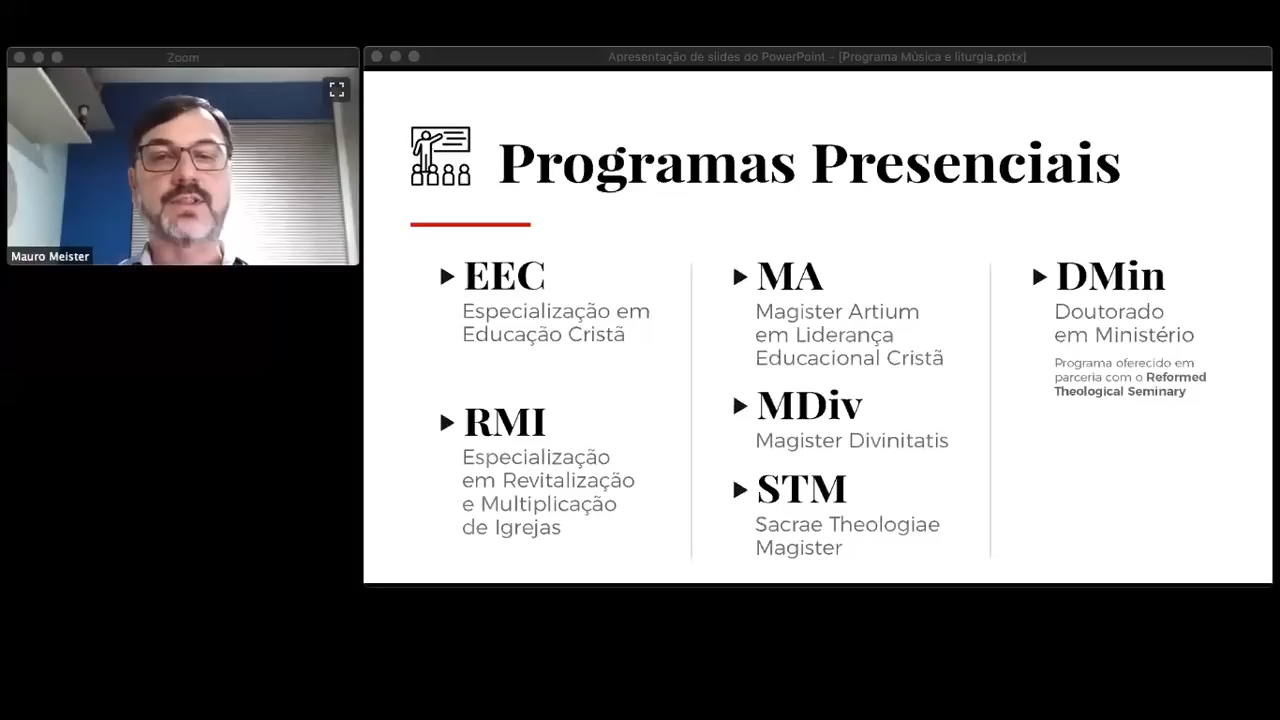 Zoom
Mauro Meister
Apresentação de slides do PowerPoint - [Programa Música e liturgia.pptx]
Programas Presenciais
EEC
Especialização em
Educação Cristã
RMI
Especialização
em Revitalização
e Multiplicação
de Igrejas
MA
Magister Artium
em Liderança
Educacional Cristã
MDiv
Magister Divinitatis
STM
Sacrae Theologiae
Magister
DMin
Doutorado
em Ministério
Programa oferecido em
parceria com o Reformed
Theological Seminary